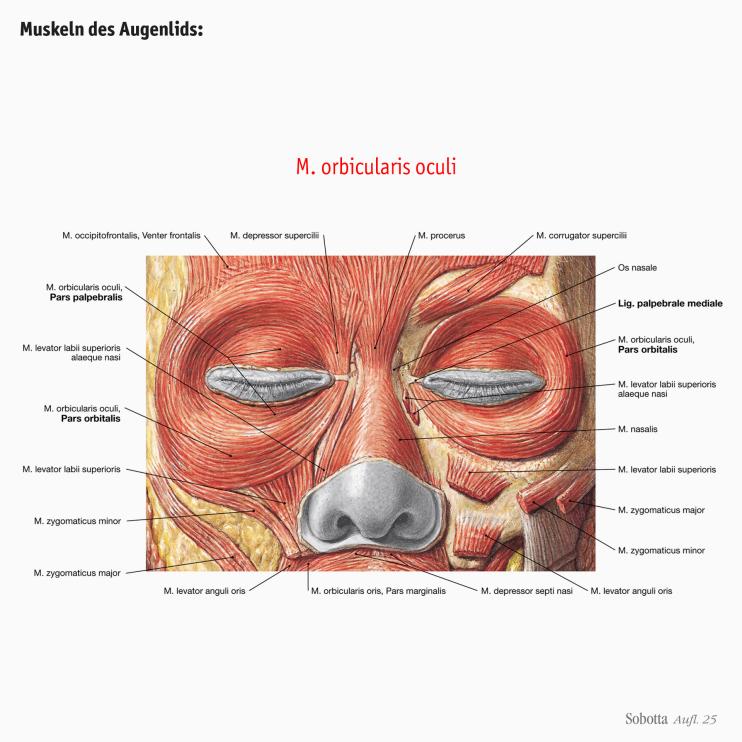 Muskeln des Augenlids:
M. orbicularis oculi
M. occipitofrontalis, Venter frontalis
M. depressor supercilii
M. procerus
M. corrugator supercilii
Os nasale
M. orbicularis oculi,
Pars palpebralis
Lig. palpebrale mediale
M. orbicularis oculi,
Pars orbitalis
M. levator labii superioris
alaeque nasi
M. levator labii superioris
alaeque nasi
M. orbicularis oculi,
Pars orbitalis
M. nasalis
M. levator labii superioris
M. levator labii superioris
M. zygomaticus major
M. zygomaticus minor
M. zygomaticus minor
M. zygomaticus major
M. levator anguli oris
M. orbicularis oris, Pars marginalis
M. depressor septi nasi
M. levator anguli oris
Sobotta Aufl. 25